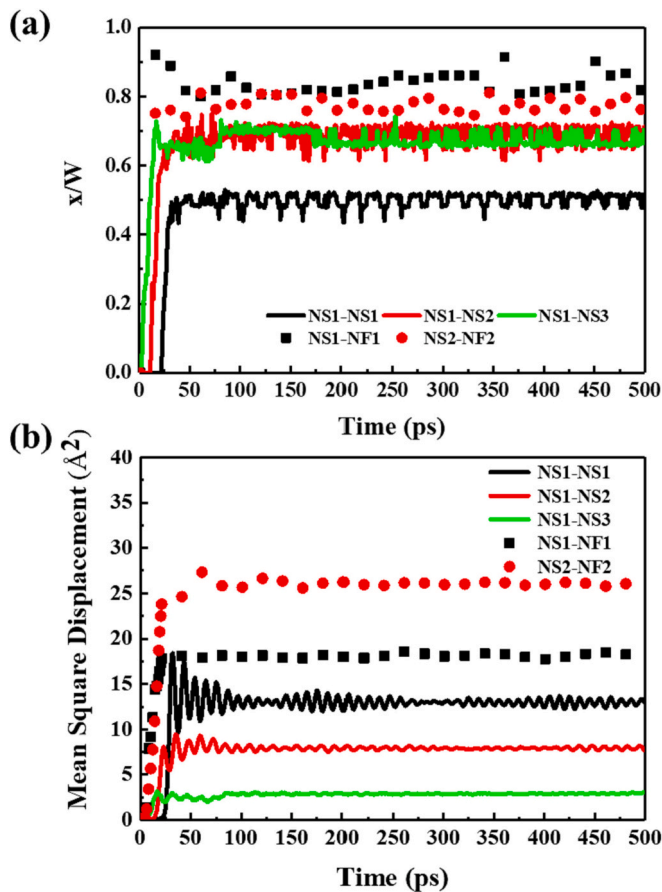 (a)
1.0
0.8
0.6
0.4
0.2
0.0
x/W
NS1-NS1 NS1-NS2 NS1-NS3
NS1-NF1 NS2-NF2
0 50 100 150 200 250 300 350 400 450 500
Time (ps)
(b)
40
35
30
25
20
15
10
5
0
Mean Square Displacement (Å²)
NS1-NS1
NS1-NS2
NS1-NS3
NS1-NF1
NS2-NF2
0 50 100 150 200 250 300 350 400 450 500
Time (ps)